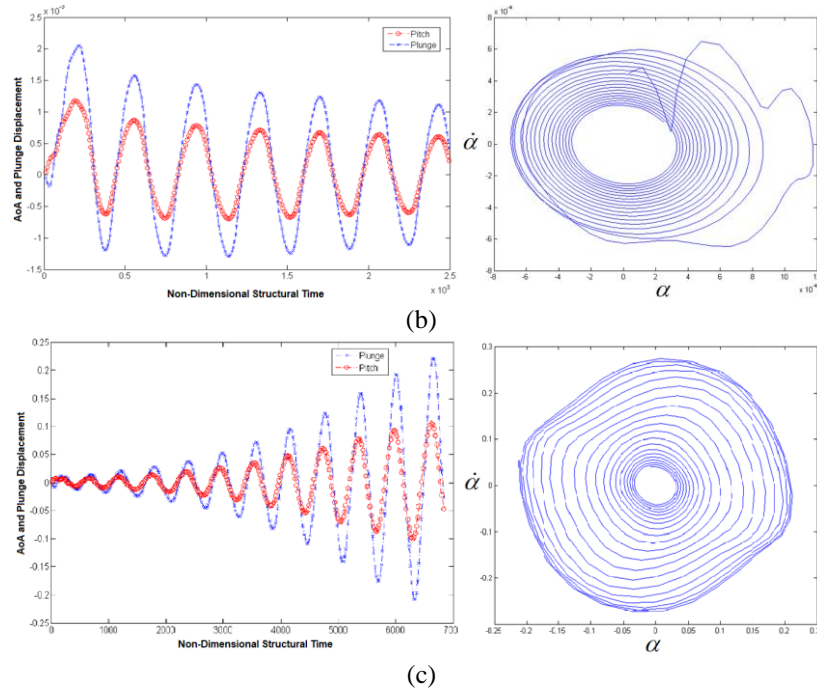 x 10⁻³
2.5
2
1.5
1
0.5
0
-0.5
-1
-1.5
AoA and Plunge Displacement
Pitch
Plunge
0 0.5 1 1.5 2 2.5
x 10³
Non-Dimensional Structural Time
x 10⁻⁴
8
6
4
2
0
-2
-4
-6
-8
α̇
-8 -6 -4 -2 0 2 4 6 8 10 12
α
(b)
0.25
0.2
0.15
0.1
0.05
0
-0.05
-0.1
-0.15
-0.2
-0.25
AoA and Plunge Displacement
Plunge
Pitch
0 1000 2000 3000 4000 5000 6000 700
Non-Dimensional Structural Time
0.3
0.2
0.1
0
-0.1
-0.2
-0.3
α̇
-0.25 -0.2 -0.15 -0.1 -0.05 0 0.05 0.1 0.15 0.2 0.25
α
(c)